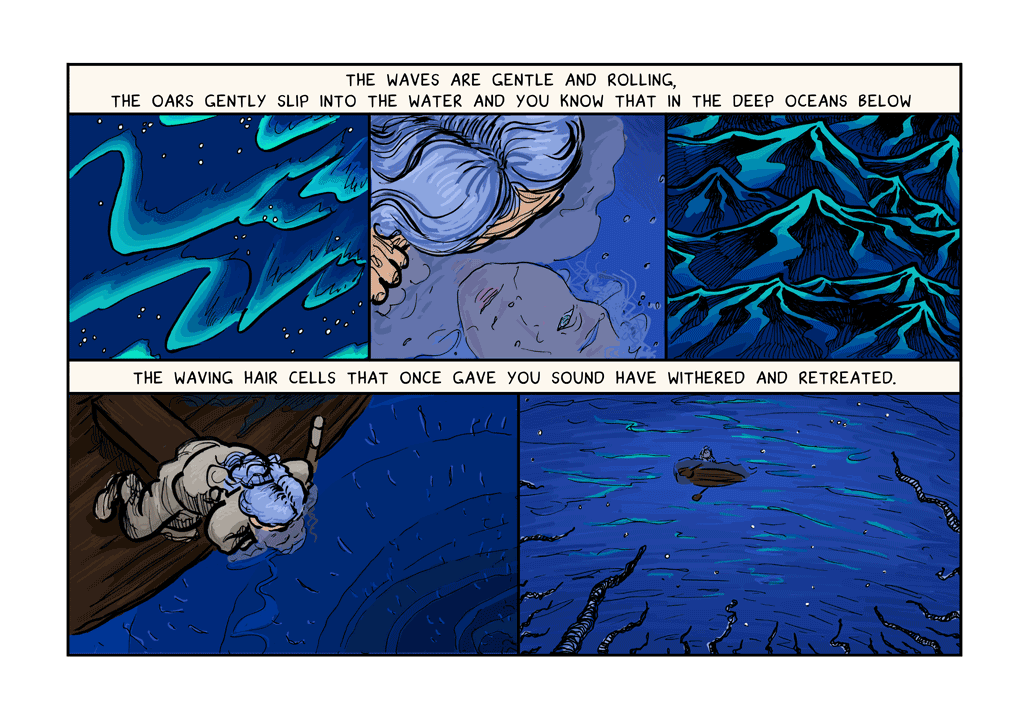 THE WAVES ARE GENTLE AND ROLLING,
THE OARS GENTLY SLIP INTO THE WATER AND YOU KNOW THAT IN THE DEEP OCEANS BELOW
THE WAVING HAIR CELLS THAT ONCE GAVE YOU SOUND HAVE WITHERED AND RETREATED.